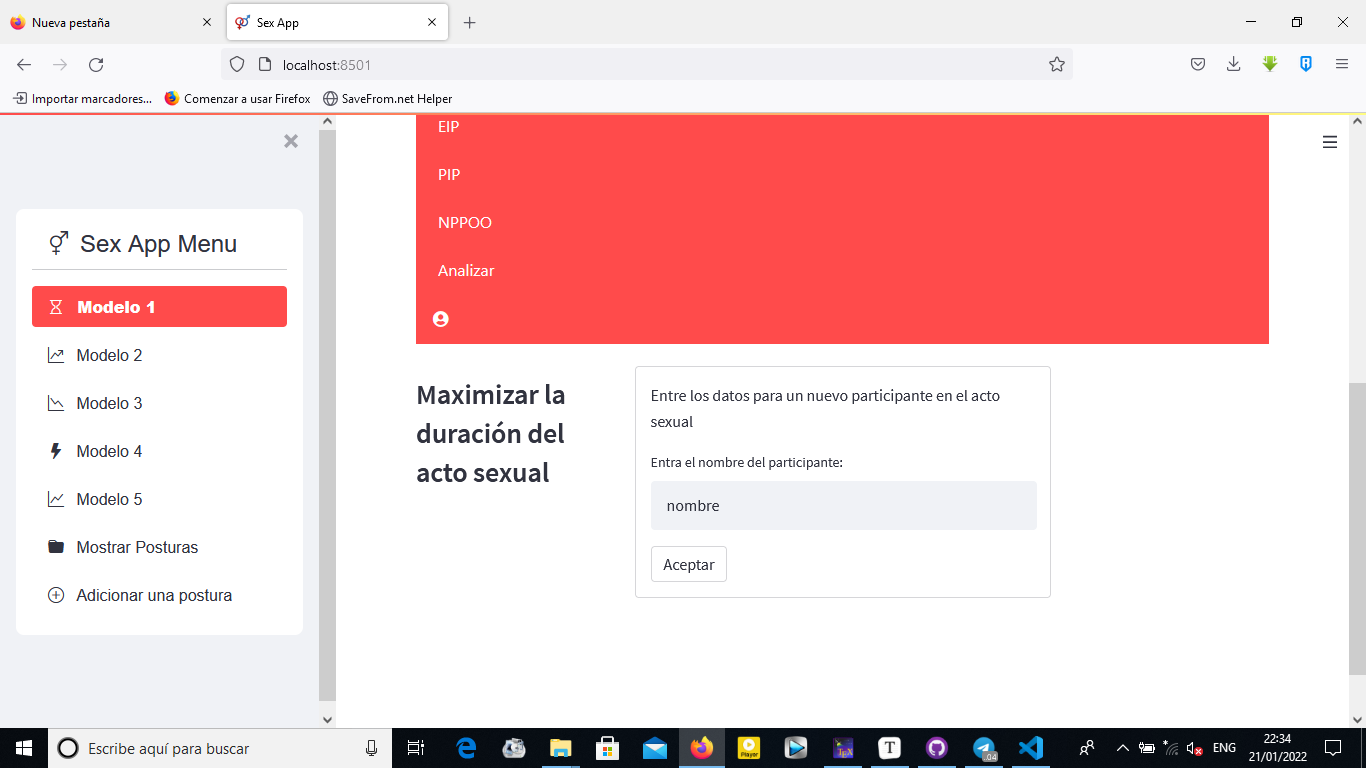 Nueva pestaña
Sex App
localhost:8501
Importar marcadores...
Comenzar a usar Firefox
SaveFrom.net Helper
Sex App Menu
Modelo 1
Modelo 2
Modelo 3
Modelo 4
Modelo 5
Mostrar Posturas
Adicionar una postura
EIP
PIP
NPPOO
Analizar
Maximizar la
duración del
acto sexual
Entre los datos para un nuevo participante en el acto
sexual
Entra el nombre del participante:
nombre
Aceptar
Escribe aquí para buscar
Player
TEX
T
.04
ENG
22:34
21/01/2022